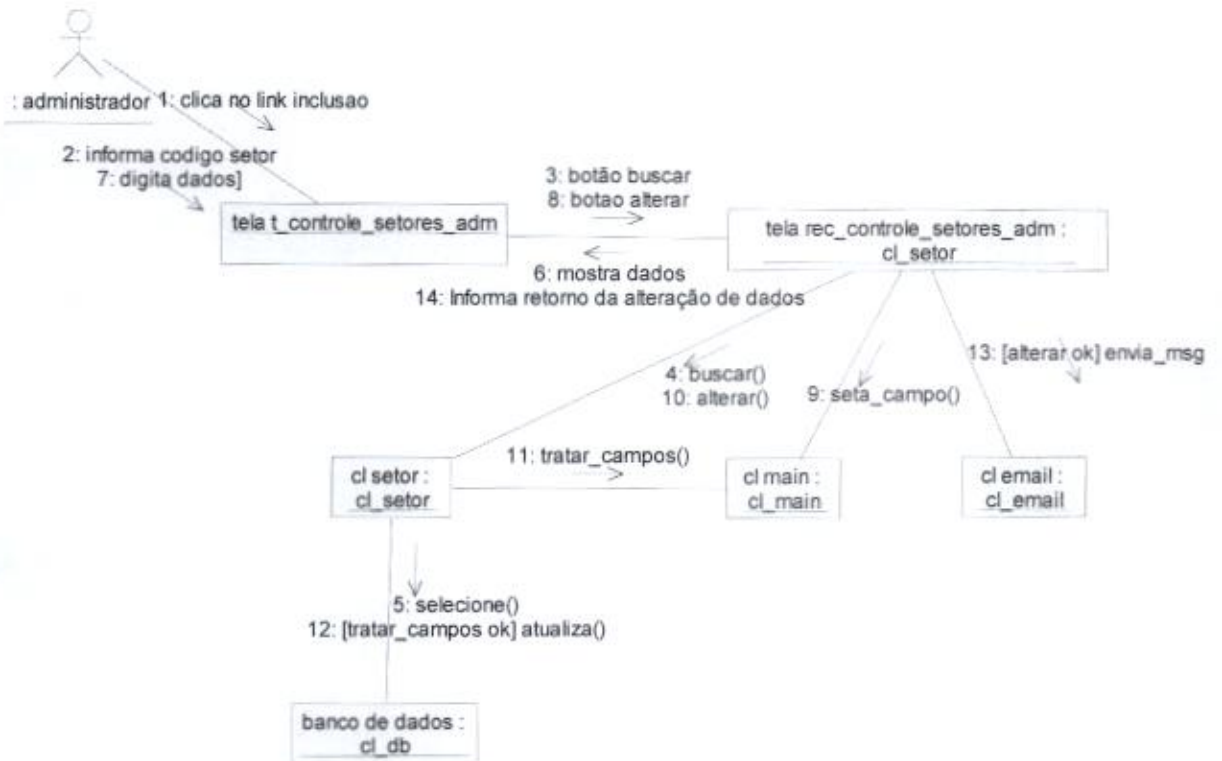 : administrador
1: clica no link inclusao
2: informa codigo setor
7: digita dados]
tela t_controle_setores_adm
3: botão buscar
8: botao alterar
tela rec_controle_setores_adm :
cl_setor
6: mostra dados
14: Informa retorno da alteração de dados
4: buscar()
10: alterar()
9: seta_campo()
13: [alterar ok] envia_msg
cl setor :
cl_setor
11: tratar_campos()
cl main :
cl_main
cl email :
cl_email
5: selecione()
12: [tratar_campos ok] atualiza()
banco de dados :
cl_db